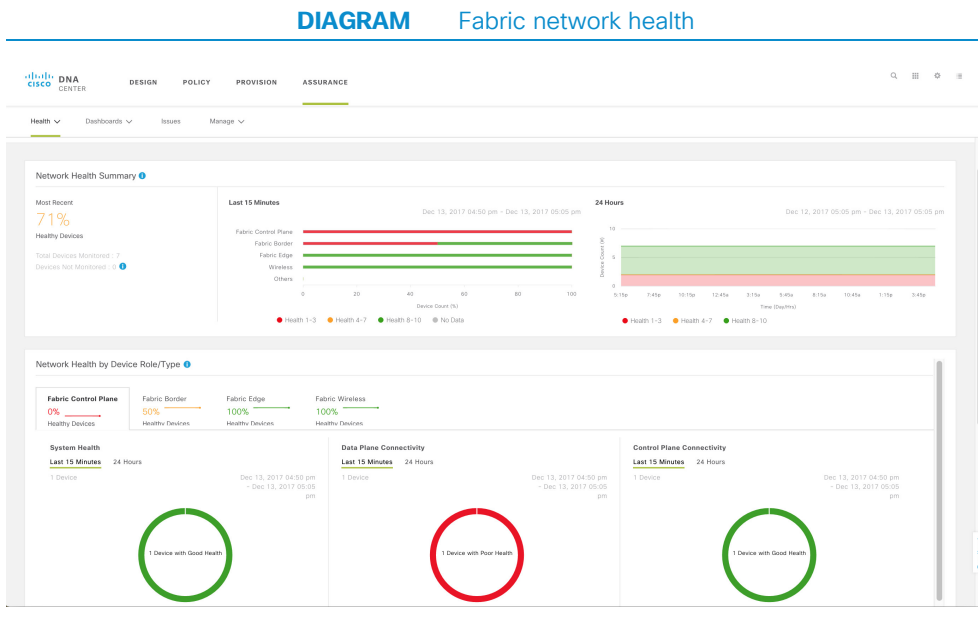 DIAGRAM Fabric network health
CISCO DNA CENTER DESIGN POLICY PROVISION ASSURANCE
Health Dashboards Issues Manage
Network Health Summary
Most Recent
71%
Healthy Devices
Total Devices Monitored : 7
Devices Not Monitored : 0
Last 15 Minutes
Dec 13, 2017 04:50 pm - Dec 13, 2017 05:05 pm
Fabric Control Plane
Fabric Border
Fabric Edge
Wireless
Others
0 20 40 60 80 100
Device Count (%)
Health 1-3 Health 4-7 Health 8-10 No Data
24 Hours
Dec 12, 2017 05:05 pm - Dec 13, 2017 05:05 pm
10
5
0
Device Count (#)
5:15p 7:45p 10:15p 12:45a 3:15a 5:45a 8:15a 10:45a 1:15p 3:45p
Time (Day/Hrs)
Health 1-3 Health 4-7 Health 8-10
Network Health by Device Role/Type
Fabric Control Plane Fabric Border Fabric Edge Fabric Wireless
0% 50% 100% 100%
Healthy Devices Healthy Devices Healthy Devices Healthy Devices
System Health
Last 15 Minutes 24 Hours
1 Device
Dec 13, 2017 04:50 pm
- Dec 13, 2017 05:05
pm
1 Device with Good Health
Data Plane Connectivity
Last 15 Minutes 24 Hours
1 Device
Dec 13, 2017 04:50 pm
- Dec 13, 2017 05:05
pm
1 Device with Poor Health
Control Plane Connectivity
Last 15 Minutes 24 Hours
1 Device
Dec 13, 2017 04:50 pm
- Dec 13, 2017 05:05
pm
1 Device with Good Health